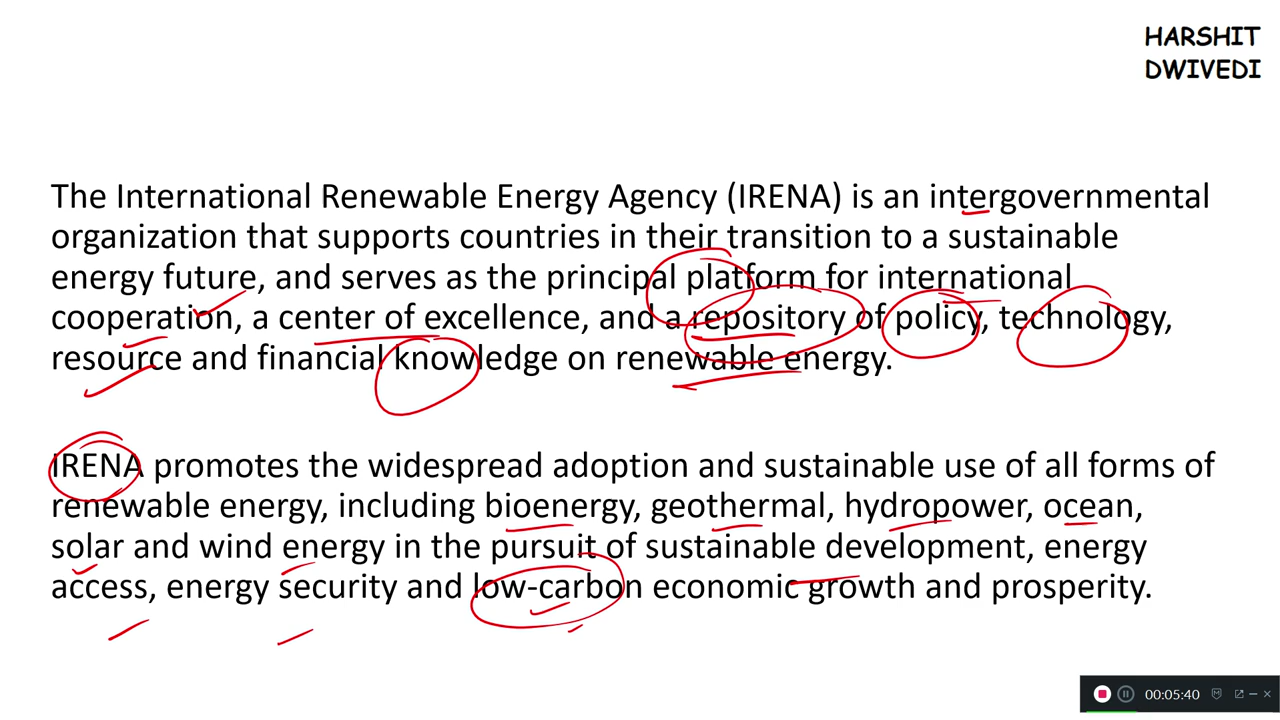 HARSHIT
DWIVEDI
The International Renewable Energy Agency (IRENA) is an intergovernmental
organization that supports countries in their transition to a sustainable
energy future, and serves as the principal platform for international
cooperation, a center of excellence, and a repository of policy, technology,
resource and financial knowledge on renewable energy.
IRENA promotes the widespread adoption and sustainable use of all forms of
renewable energy, including bioenergy, geothermal, hydropower, ocean,
solar and wind energy in the pursuit of sustainable development, energy
access, energy security and low-carbon economic growth and prosperity.
00:05:40